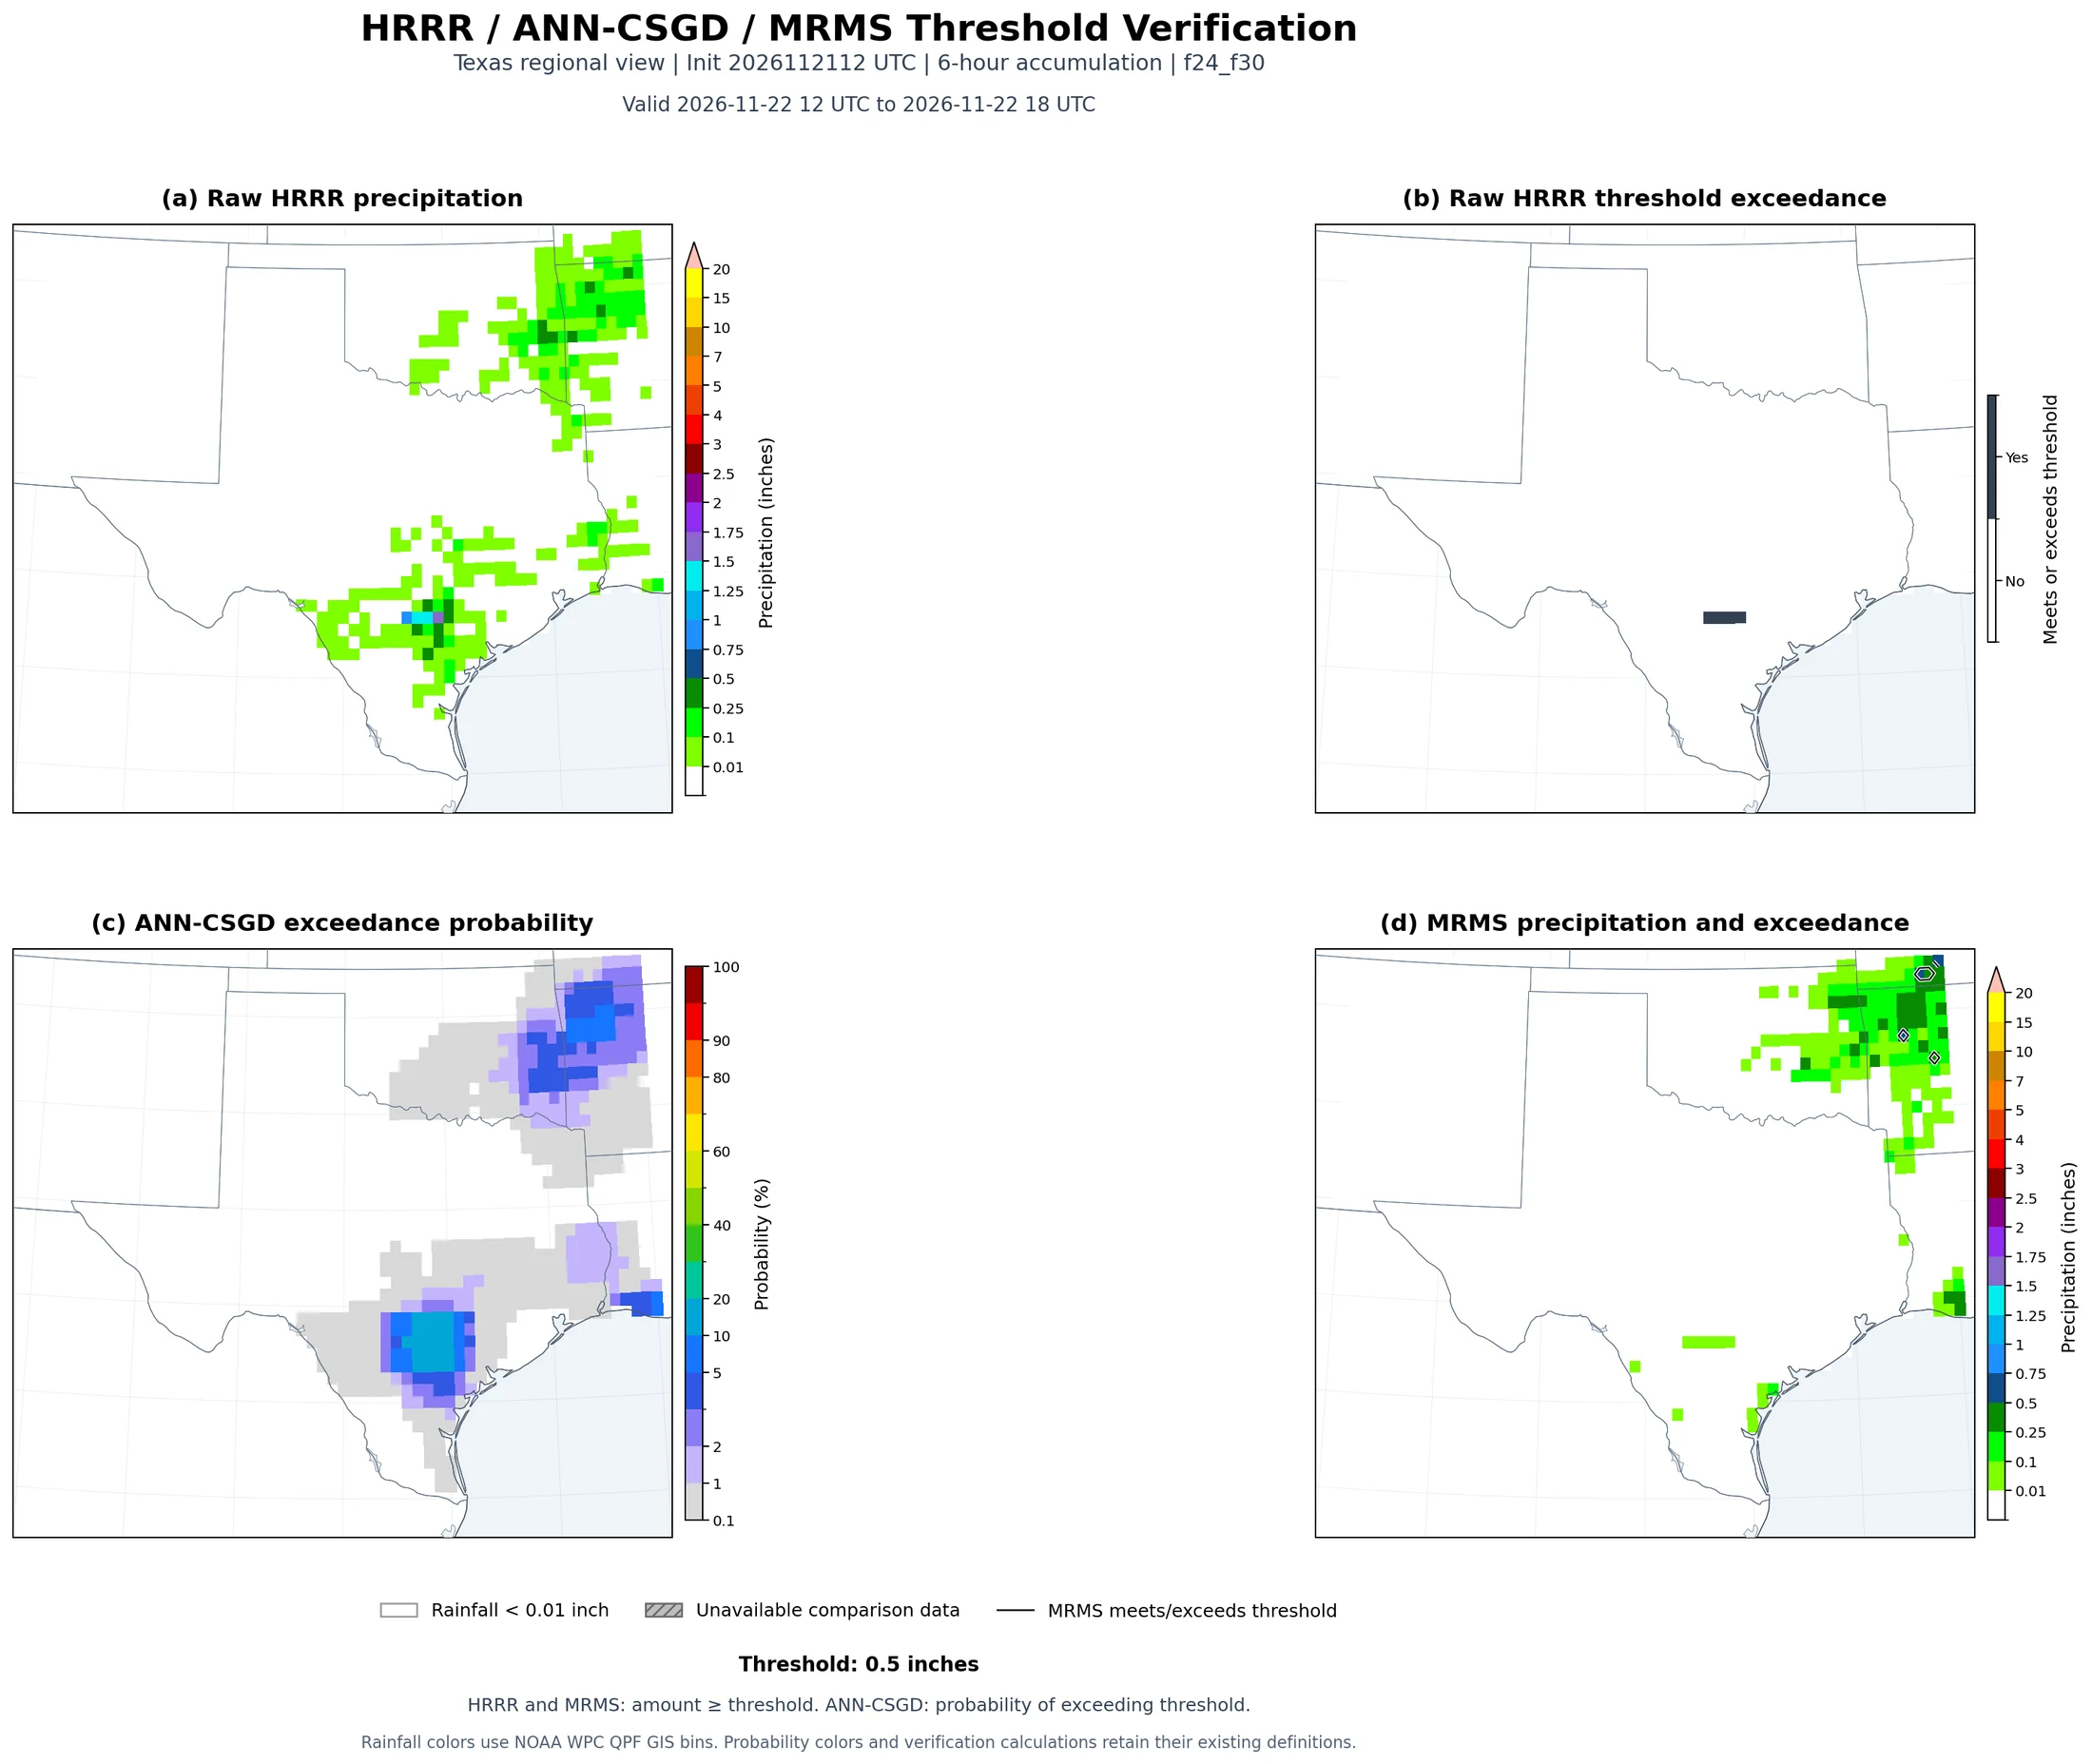 HRRR / ANN-CSGD / MRMS Threshold Verification
Texas regional view | Init 2026112112 UTC | 6-hour accumulation | f24_f30
Valid 2026-11-22 12 UTC to 2026-11-22 18 UTC
(a) Raw HRRR precipitation
20
15
10
7
5
4
3
2.5
2
1.75
1.5
1.25
1
0.75
0.5
0.25
0.1
0.01
Precipitation (inches)
(b) Raw HRRR threshold exceedance
Yes
No
Meets or exceeds threshold
(c) ANN-CSGD exceedance probability
100
90
80
60
40
20
10
5
2
1
0.1
Probability (%)
(d) MRMS precipitation and exceedance
20
15
10
7
5
4
3
2.5
2
1.75
1.5
1.25
1
0.75
0.5
0.25
0.1
0.01
Precipitation (inches)
Rainfall < 0.01 inch
Unavailable comparison data
MRMS meets/exceeds threshold
Threshold: 0.5 inches
HRRR and MRMS: amount ≥ threshold. ANN-CSGD: probability of exceeding threshold.
Rainfall colors use NOAA WPC QPF GIS bins. Probability colors and verification calculations retain their existing definitions.